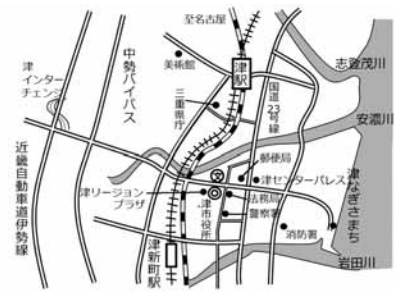 至名古屋
美術館
津駅
津
インター
チェンジ
中勢バイパス
三重県庁
国道23号線
志登茂川
安濃川
近畿自動車道伊勢線
郵便局
津センターパレス
津リージョン
プラザ
津市役所
法務局
警察署
津なぎさまち
消防署
津新町駅
岩田川